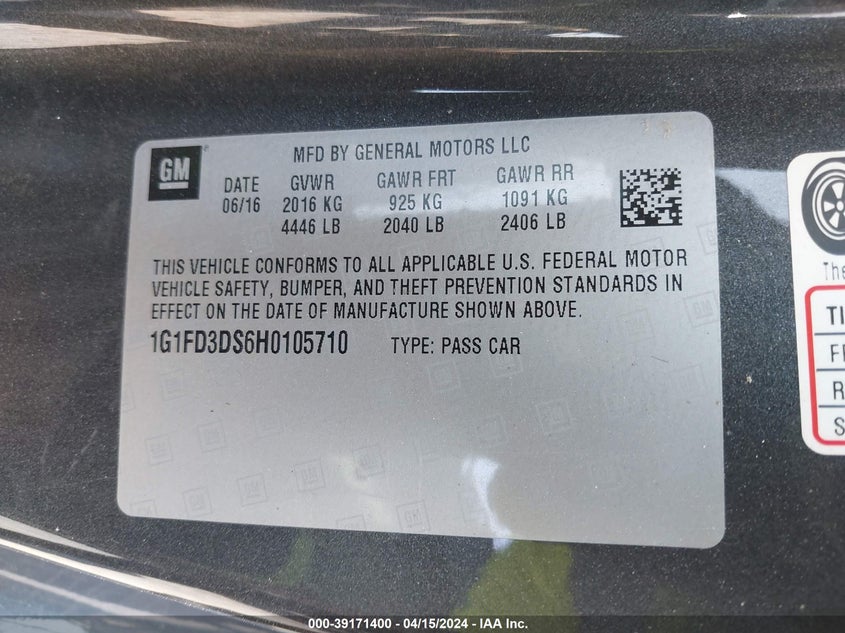 GM
MFD BY GENERAL MOTORS LLC
DATE GVWR GAWR FRT GAWR RR
06/16 2016 KG 925 KG 1091 KG
4446 LB 2040 LB 2406 LB
THIS VEHICLE CONFORMS TO ALL APPLICABLE U.S. FEDERAL MOTOR
VEHICLE SAFETY, BUMPER, AND THEFT PREVENTION STANDARDS IN
EFFECT ON THE DATE OF MANUFACTURE SHOWN ABOVE.
1G1FD3DS6H0105710 TYPE: PASS CAR
The
TI
F
R
S
000-39171400 - 04/15/2024 - IAA Inc.